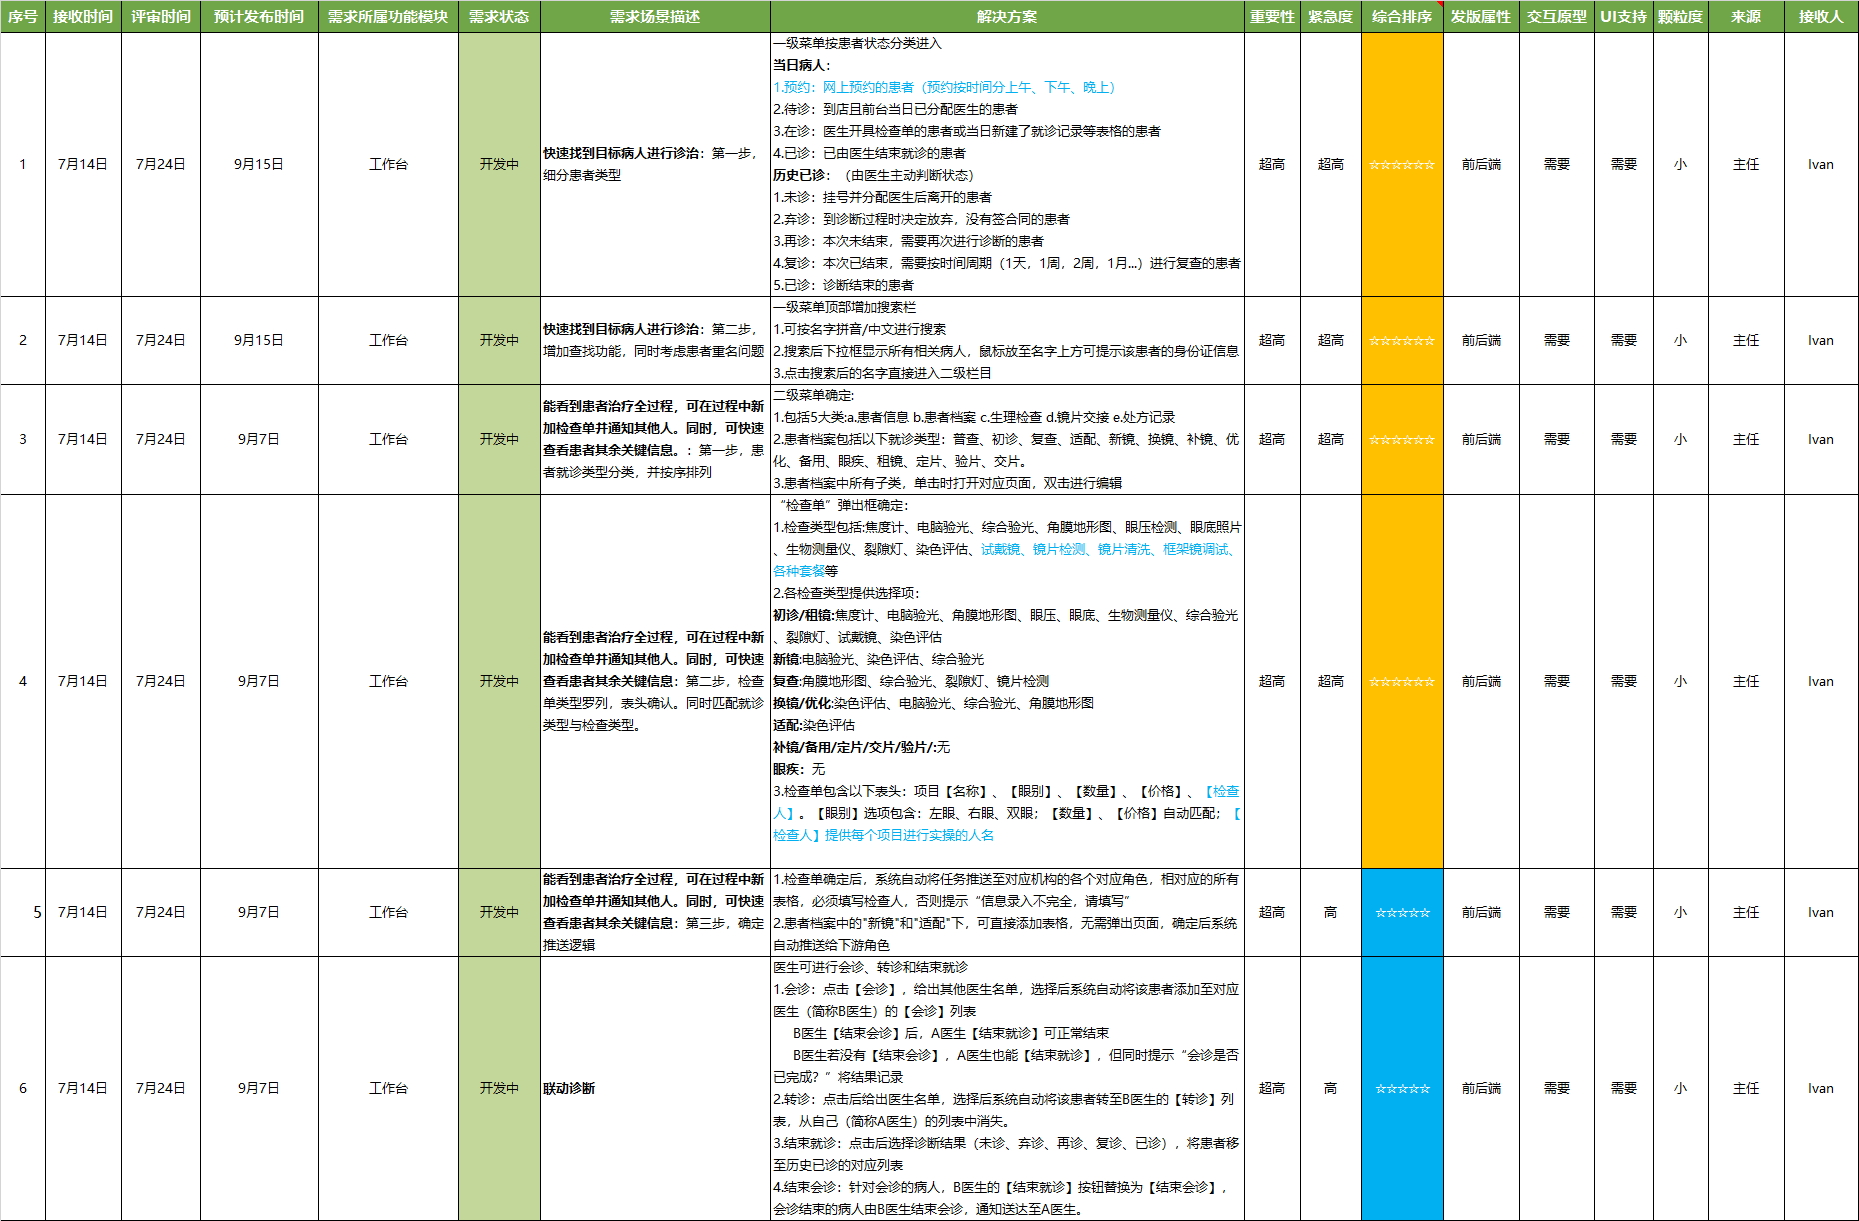 序号 接收时间 评审时间 预计发布时间 需求所属功能模块 需求状态 需求场景描述 解决方案 重要性 紧急度 综合排序 发版属性 交互原型 UI支持 颗粒度 来源 接收人
1 7月14日 7月24日 9月15日 工作台 开发中
快速找到目标病人进行诊治：第一步，
细分患者类型
一级菜单按患者状态分类进入
当日病人：
1.预约：网上预约的患者（预约按时间分上午、下午、晚上）
2.待诊：到店且前台当日已分配医生的患者
3.在诊：医生开具检查单的患者或当日新建了就诊记录等表格的患者
4.已诊：已由医生结束就诊的患者
历史已诊：（由医生主动判断状态）
1.未诊：挂号并分配医生后离开的患者
2.弃诊：到诊断过程时决定放弃，没有签合同的患者
3.再诊：本次未结束，需要再次进行诊断的患者
4.复诊：本次已结束，需要按时间周期（1天，1周，2周，1月...）进行复查的患者
5.已诊：诊断结束的患者
超高 超高 ☆☆☆☆☆☆ 前后端 需要 需要 小 主任 Ivan
2 7月14日 7月24日 9月15日 工作台 开发中
快速找到目标病人进行诊治：第二步，
增加查找功能，同时考虑患者重名问题
一级菜单顶部增加搜索栏
1.可按名字拼音/中文进行搜索
2.搜索后下拉框显示所有相关病人，鼠标放至名字上方可提示该患者的身份证信息
3.点击搜索后的名字直接进入二级栏目
超高 超高 ☆☆☆☆☆☆ 前后端 需要 需要 小 主任 Ivan
3 7月14日 7月24日 9月7日 工作台 开发中
能看到患者治疗全过程，可在过程中新
加检查单并通知其他人。同时，可快速
查看患者其余关键信息。：第一步，患
者就诊类型分类，并按序排列
二级菜单确定:
1.包括5大类:a.患者信息 b.患者档案 c.生理检查 d.镜片交接 e.处方记录
2.患者档案包括以下就诊类型：普查、初诊、复查、适配、新镜、换镜、补镜、优
化、备用、眼疾、租镜、定片、验片、交片。
3.患者档案中所有子类，单击时打开对应页面，双击进行编辑
超高 超高 ☆☆☆☆☆☆ 前后端 需要 需要 小 主任 Ivan
4 7月14日 7月24日 9月7日 工作台 开发中
能看到患者治疗全过程，可在过程中新
加检查单并通知其他人。同时，可快速
查看患者其余关键信息：第二步，检查
单类型罗列，表头确认。同时匹配就诊
类型与检查类型。
“检查单”弹出框确定：
1.检查类型包括:焦度计、电脑验光、综合验光、角膜地形图、眼压检测、眼底照片
、生物测量仪、裂隙灯、染色评估、试戴镜、镜片检测、镜片清洗、框架镜调试、
各种套餐等
2.各检查类型提供选择项：
初诊/租镜:焦度计、电脑验光、角膜地形图、眼压、眼底、生物测量仪、综合验光
、裂隙灯、试戴镜、染色评估
新镜:电脑验光、染色评估、综合验光
复查:角膜地形图、综合验光、裂隙灯、镜片检测
换镜/优化:染色评估、电脑验光、综合验光、角膜地形图
适配:染色评估
补镜/备用/定片/交片/验片/:无
眼疾：无
3.检查单包含以下表头：项目【名称】、【眼别】、【数量】、【价格】、【检查
人】。【眼别】选项包含：左眼、右眼、双眼；【数量】、【价格】自动匹配；【
检查人】提供每个项目进行实操的人名
超高 超高 ☆☆☆☆☆☆ 前后端 需要 需要 小 主任 Ivan
5 7月14日 7月24日 9月7日 工作台 开发中
能看到患者治疗全过程，可在过程中新
加检查单并通知其他人。同时，可快速
查看患者其余关键信息：第三步，确定
推送逻辑
1.检查单确定后，系统自动将任务推送至对应机构的各个对应角色，相对应的所有
表格，必须填写检查人，否则提示“信息录入不完全，请填写”
2.患者档案中的"新镜"和"适配"下，可直接添加表格，无需弹出页面，确定后系统
自动推送给下游角色
超高 高 ☆☆☆☆☆ 前后端 需要 需要 小 主任 Ivan
6 7月14日 7月24日 9月7日 工作台 开发中
联动诊断
医生可进行会诊、转诊和结束就诊
1.会诊：点击【会诊】，给出其他医生名单，选择后系统自动将该患者添加至对应
医生（简称B医生）的【会诊】列表
B医生【结束会诊】后，A医生【结束就诊】可正常结束
B医生若没有【结束会诊】，A医生也能【结束就诊】，但同时提示“会诊是否
已完成？”将结果记录
2.转诊：点击后给出医生名单，选择后系统自动将该患者转至B医生的【转诊】列
表，从自己（简称A医生）的列表中消失。
3.结束就诊：点击后选择诊断结果（未诊、弃诊、再诊、复诊、已诊），将患者移
至历史已诊的对应列表
4.结束会诊：针对会诊的病人，B医生的【结束就诊】按钮替换为【结束会诊】，
会诊结束的病人由B医生结束会诊，通知送达至A医生。
超高 高 ☆☆☆☆☆ 前后端 需要 需要 小 主任 Ivan